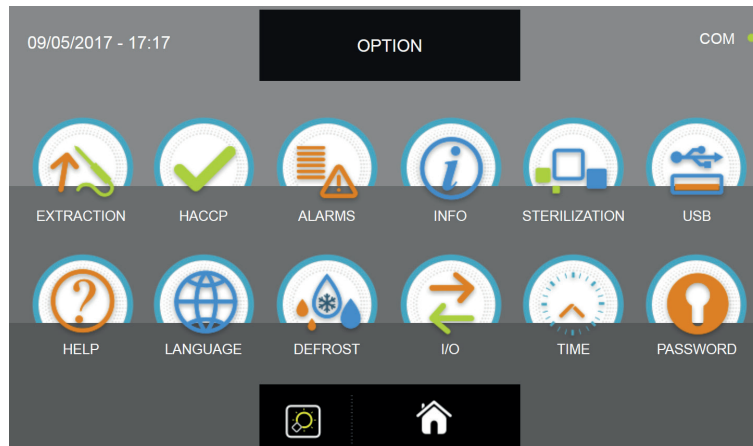 09/05/2017 - 17:17
OPTION
COM
EXTRACTION
HACCP
ALARMS
INFO
STERILIZATION
USB
HELP
LANGUAGE
DEFROST
I/O
TIME
PASSWORD